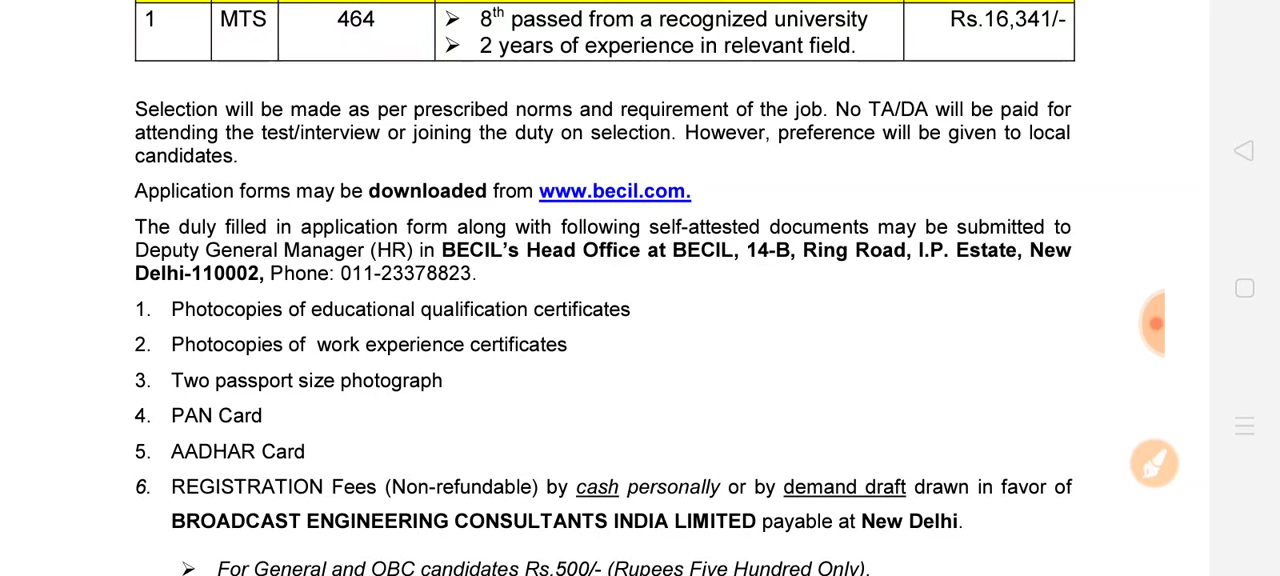 1 MTS 464 ➢ 8th passed from a recognized university Rs.16,341/-
➢ 2 years of experience in relevant field.
Selection will be made as per prescribed norms and requirement of the job. No TA/DA will be paid for
attending the test/interview or joining the duty on selection. However, preference will be given to local
candidates.
Application forms may be downloaded from www.becil.com.
The duly filled in application form along with following self-attested documents may be submitted to
Deputy General Manager (HR) in BECIL's Head Office at BECIL, 14-B, Ring Road, I.P. Estate, New
Delhi-110002, Phone: 011-23378823.
1. Photocopies of educational qualification certificates
2. Photocopies of work experience certificates
3. Two passport size photograph
4. PAN Card
5. AADHAR Card
6. REGISTRATION Fees (Non-refundable) by cash personally or by demand draft drawn in favor of
BROADCAST ENGINEERING CONSULTANTS INDIA LIMITED payable at New Delhi.
➢ For General and OBC candidates Rs.500/- (Rupees Five Hundred Only).